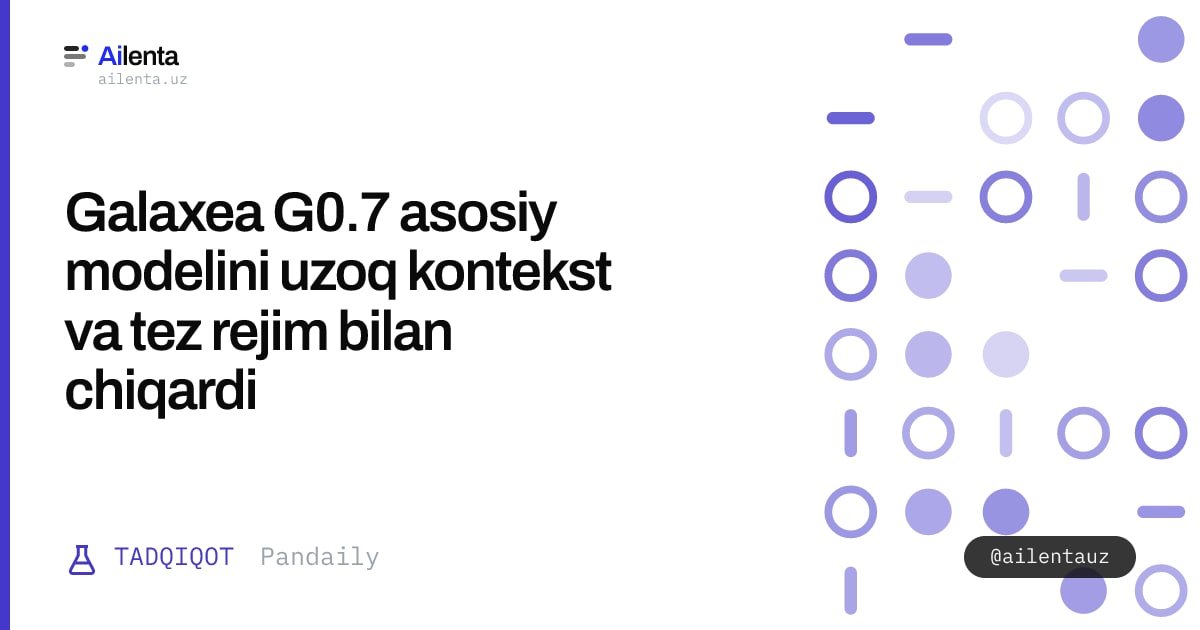 Ailenta
ailenta.uz
Galaxea G0.7 asosiy
modelini uzoq kontekst
va tez rejim bilan
chiqardi
TADQIQOT Pandaily
@ailentauz